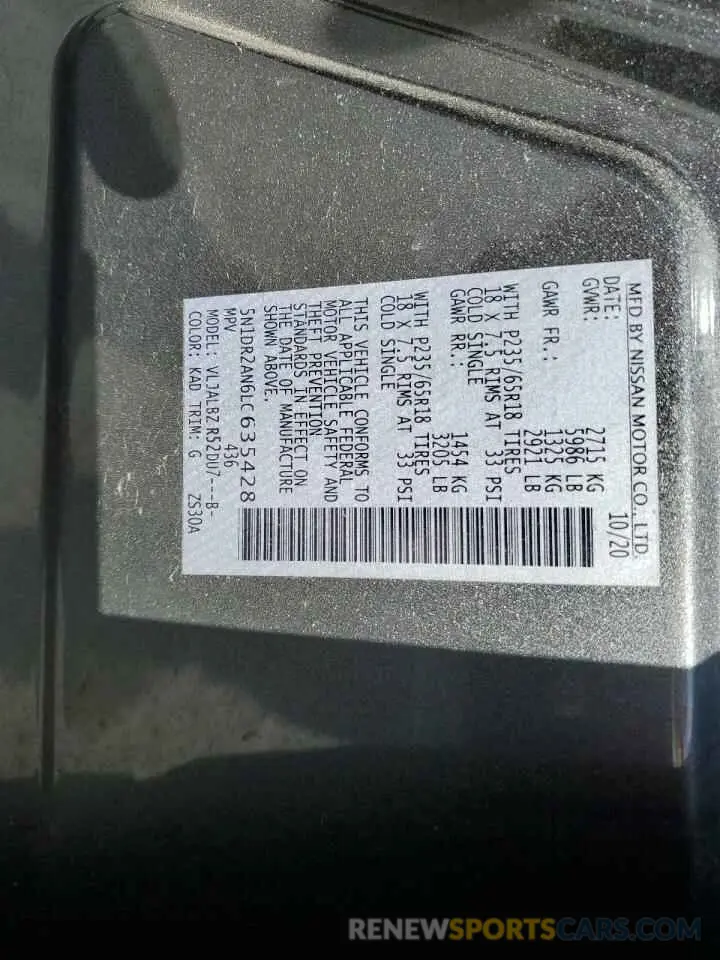 MFD BY NISSAN MOTOR CO., LTD.
DATE: 10/20
GVWR: 2715 KG
5986 LB
GAWR FR.: 1325 KG
2921 LB
WITH P235/65R18 TIRES
18 X 7.5 RIMS AT 33 PSI
COLD SINGLE
GAWR RR.: 1454 KG
3205 LB
WITH P235/65R18 TIRES
18 X 7.5 RIMS AT 33 PSI
COLD SINGLE
THIS VEHICLE CONFORMS TO
ALL APPLICABLE FEDERAL
MOTOR VEHICLE SAFETY AND
THEFT PREVENTION
STANDARDS IN EFFECT ON
THE DATE OF MANUFACTURE
SHOWN ABOVE.
5N1DR2AN6LC635428
MPV 436
MODEL: VLJALBZ R52DU7---B-
COLOR: KAD TRIM: G ZS30A
RENEWSPORTSCARS.COM